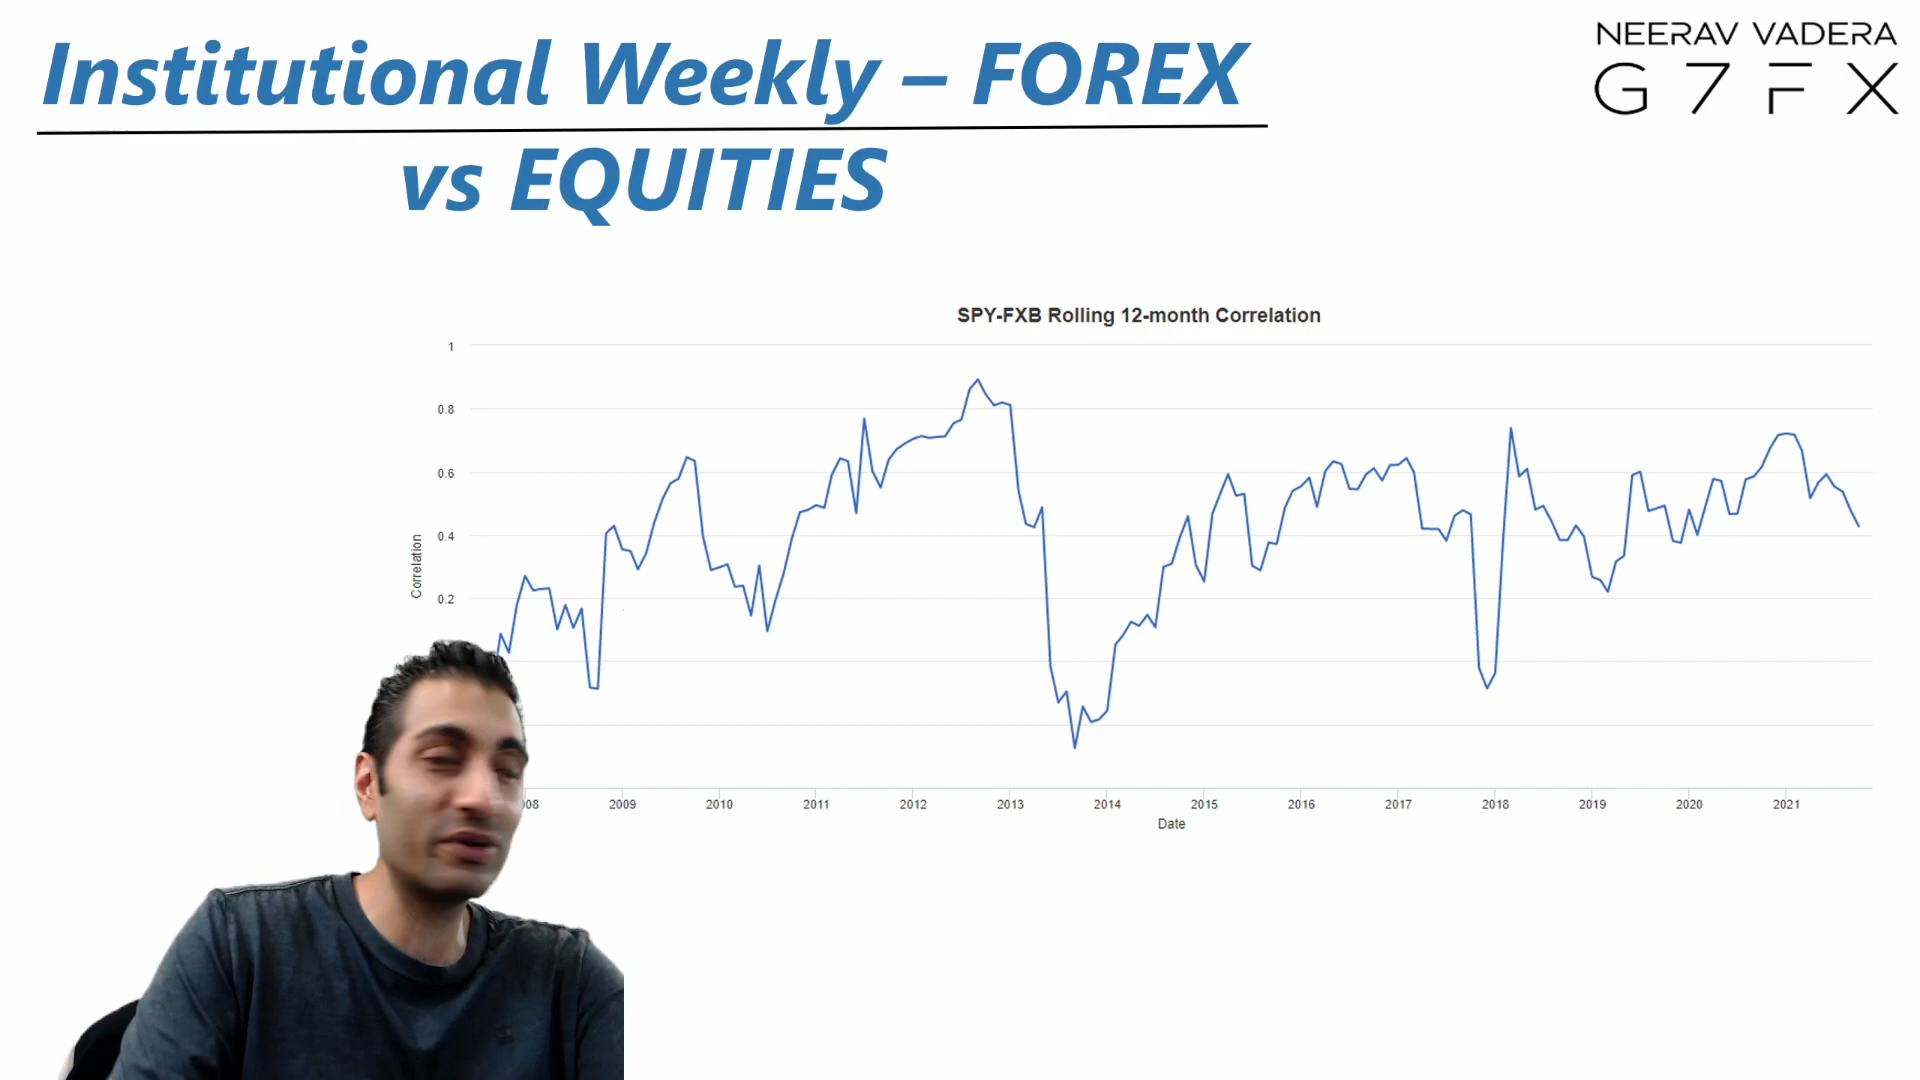 Institutional Weekly – FOREX
vs EQUITIES
NEERAV VADERA
G7FX
SPY-FXB Rolling 12-month Correlation
1
0.8
0.6
0.4
0.2
Correlation
08 2009 2010 2011 2012 2013 2014 2015 2016 2017 2018 2019 2020 2021
Date